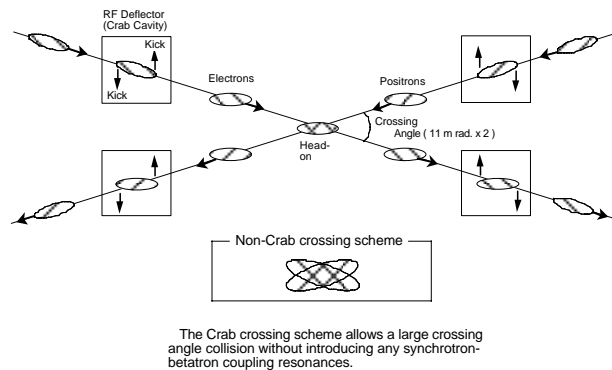 RF Deflector
(Crab Cavity)
Kick
Kick
Electrons
Positrons
Crossing
Angle ( 11 m rad. x 2 )
Head-
on
Non-Crab crossing scheme
The Crab crossing scheme allows a large crossing
angle collision without introducing any synchrotron-
betatron coupling resonances.